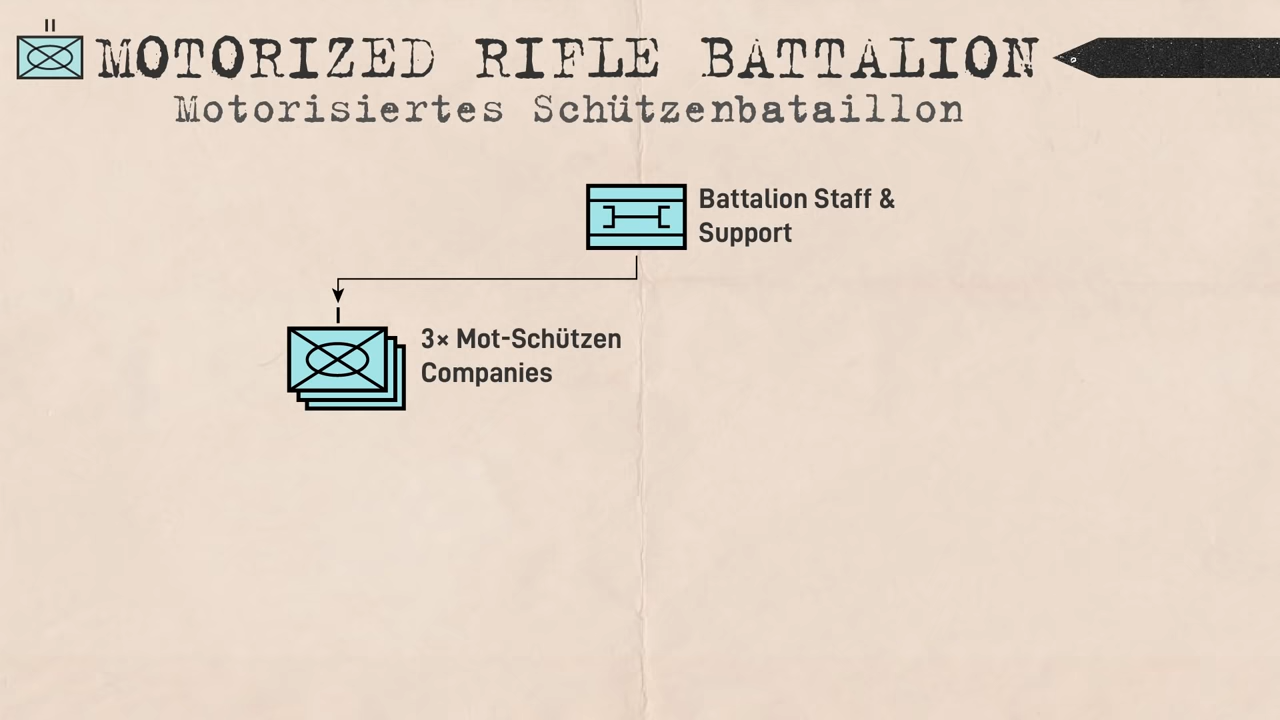 MOTORIZED RIFLE BATTALION
Motorisiertes Schützenbataillon
Battalion Staff &
Support
3× Mot-Schützen
Companies